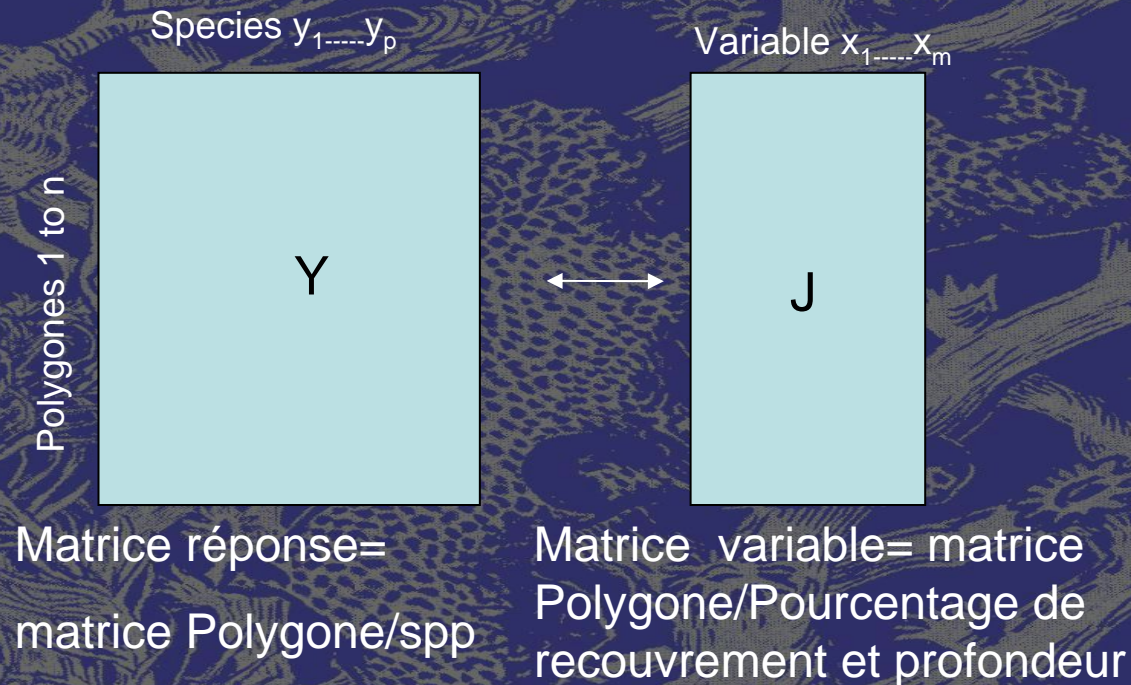 Species y₁-----yₚ
Variable x₁-----xₘ
Polygones 1 to n
Y
J
Matrice réponse=
matrice Polygone/spp
Matrice variable= matrice
Polygone/Pourcentage de
recouvrement et profondeur